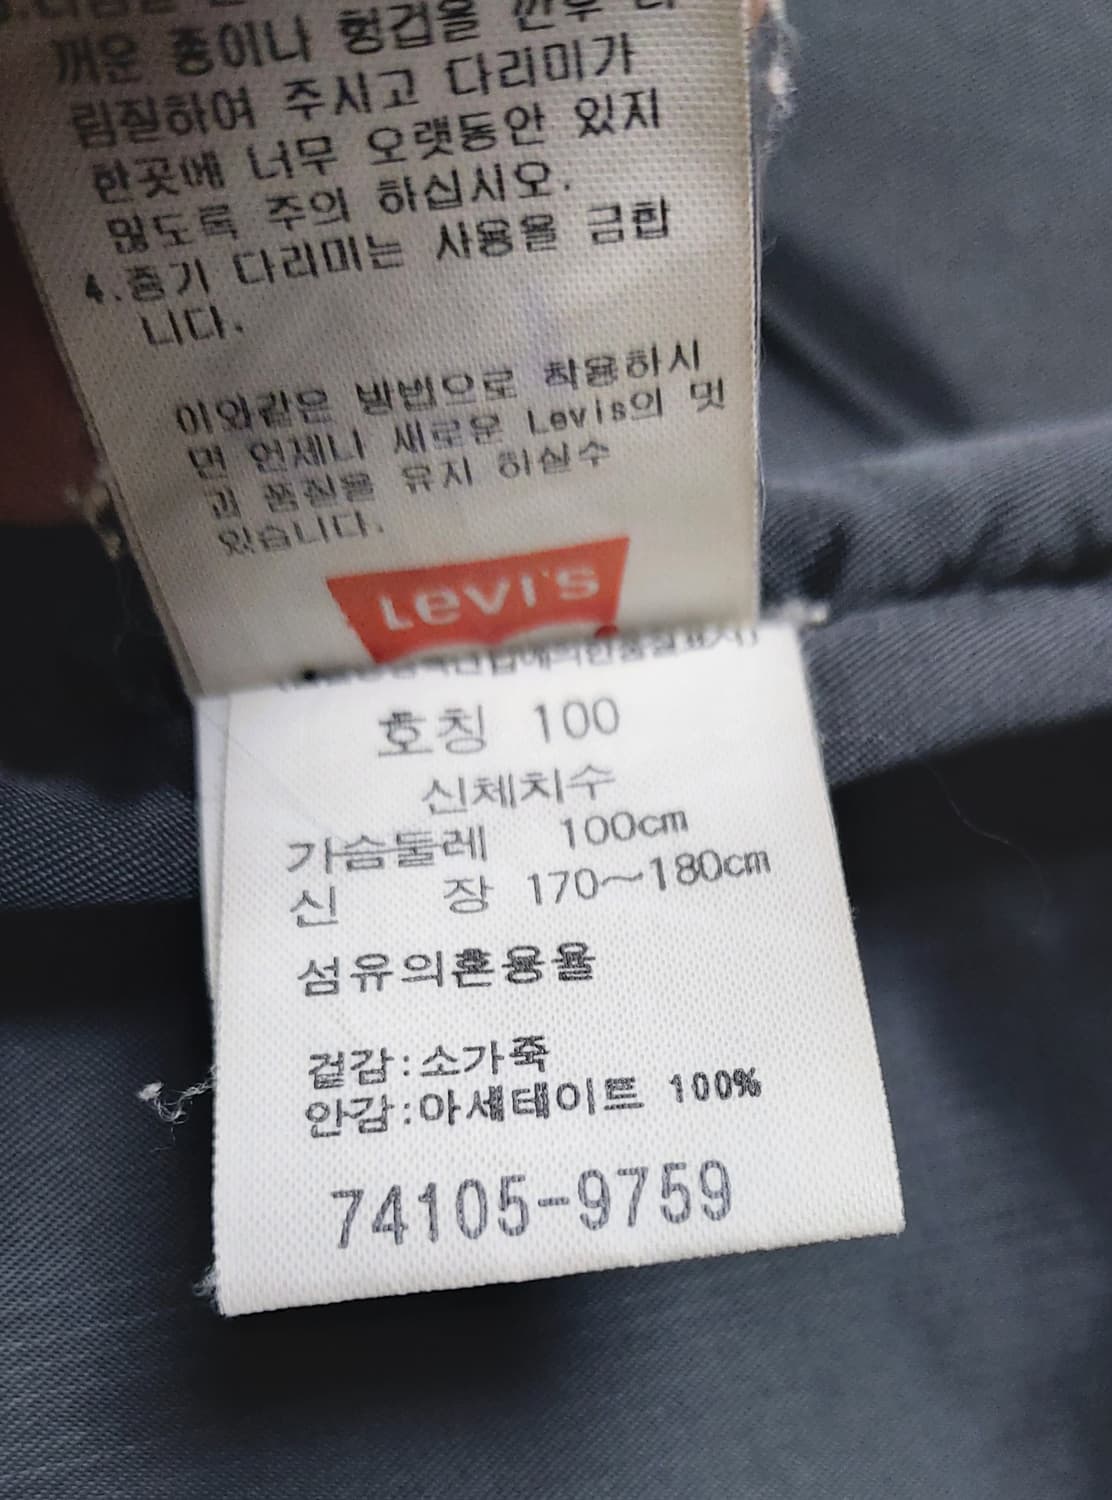 꺼운 종이나 헝겊을 깐후 다
림질하여 주시고 다리미가
한곳에 너무 오랫동안 있지
않도록 주의 하십시오.
4.증기 다리미는 사용을 금합
니다.
이와같은 방법으로 착용하시
면 언제나 새로운 Levis의 멋
과 품질을 유지 하실수
있습니다.
LeVI'S
호칭 100
신체치수
가슴둘레 100cm
신 장 170~180cm
섬유의혼용율
겉감:소가죽
안감:아세테이트 100%
74105-9759